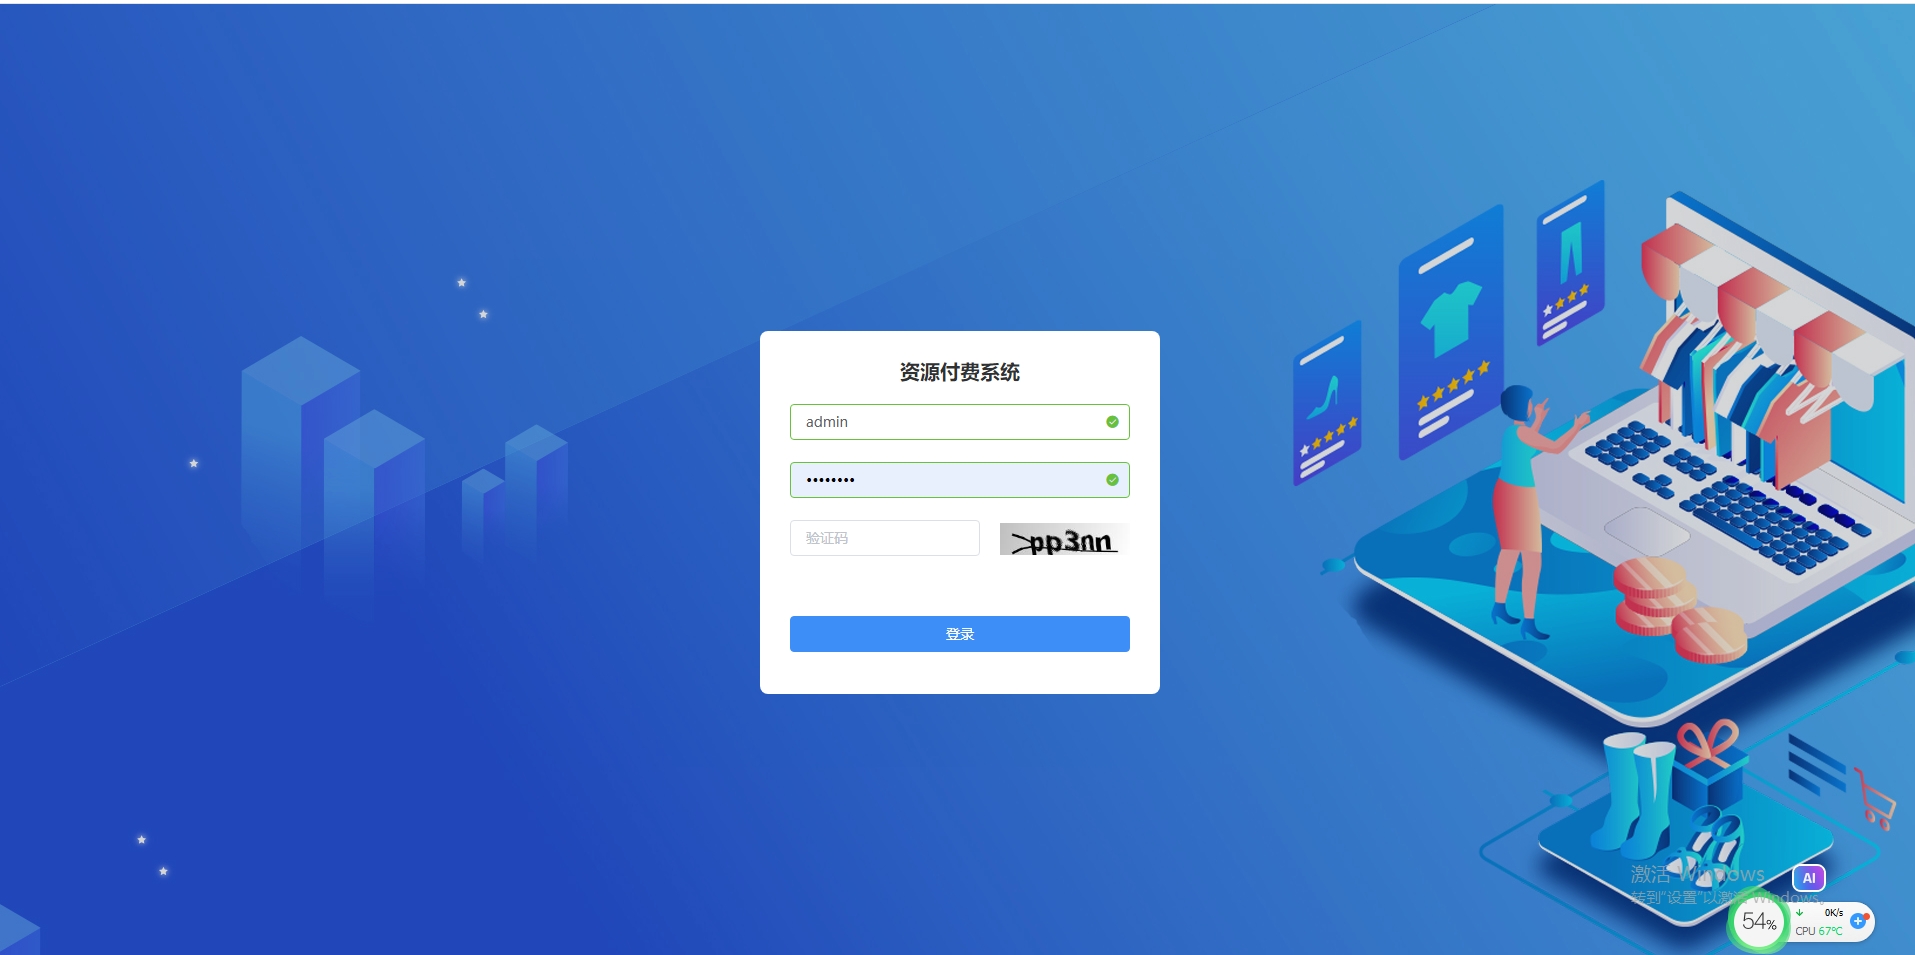 资源付费系统
admin
••••••••
验证码
pp3nn
登录
激活 Windows
转到"设置"以激活 Windows。
AI
54%
0K/s
CPU 67℃